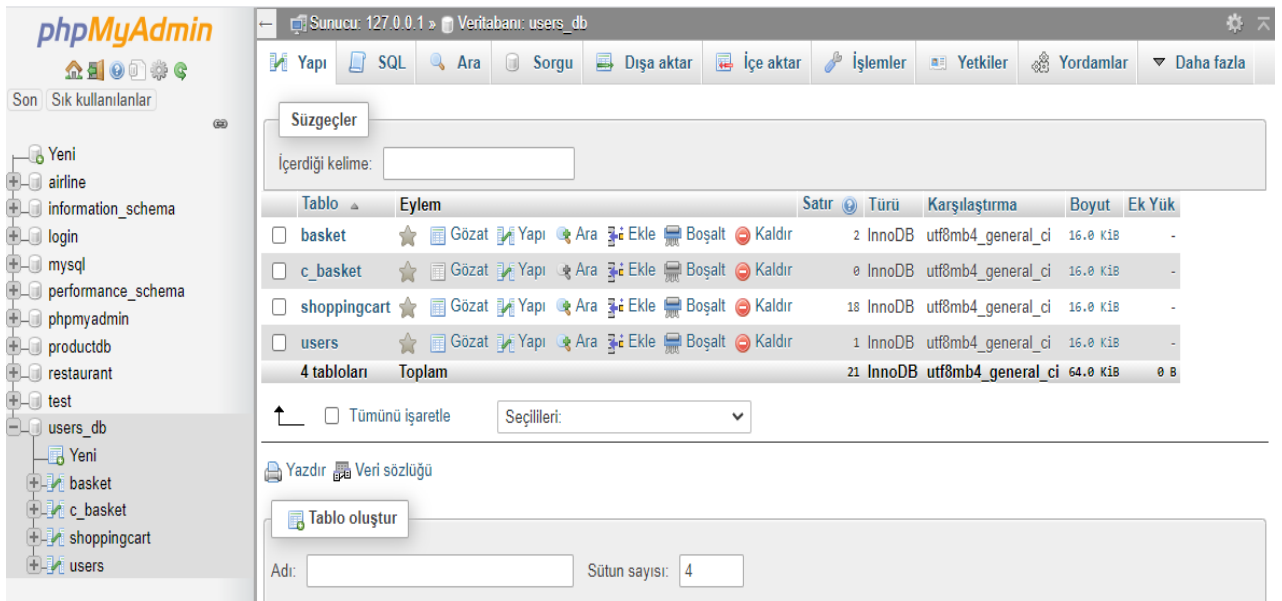 phpMyAdmin
Son Sık kullanılanlar
Yeni
airline
information_schema
login
mysql
performance_schema
phpmyadmin
productdb
restaurant
test
users_db
Yeni
basket
c_basket
shoppingcart
users
Sunucu: 127.0.0.1 » Veritabanı: users_db
Yapı SQL Ara Sorgu Dışa aktar İçe aktar İşlemler Yetkiler Yordamlar Daha fazla
Süzgeçler
İçerdiği kelime:
Tablo Eylem Satır Türü Karşılaştırma Boyut Ek Yük
basket Gözat Yapı Ara Ekle Boşalt Kaldır 2 InnoDB utf8mb4_general_ci 16.0 KiB -
c_basket Gözat Yapı Ara Ekle Boşalt Kaldır 0 InnoDB utf8mb4_general_ci 16.0 KiB -
shoppingcart Gözat Yapı Ara Ekle Boşalt Kaldır 18 InnoDB utf8mb4_general_ci 16.0 KiB -
users Gözat Yapı Ara Ekle Boşalt Kaldır 1 InnoDB utf8mb4_general_ci 16.0 KiB -
4 tabloları Toplam 21 InnoDB utf8mb4_general_ci 64.0 KiB 0 B
Tümünü işaretle Seçilileri:
Yazdır Veri sözlüğü
Tablo oluştur
Adı: Sütun sayısı: 4